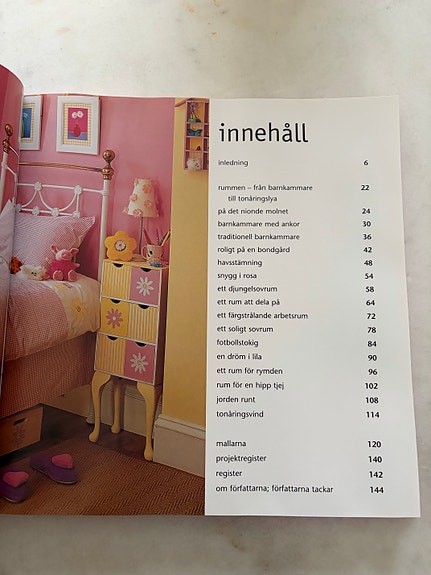 innehåll
inledning 6
rummen – från barnkammare 22
till tonåringslya
på det nionde molnet 24
barnkammare med ankor 30
traditionell barnkammare 36
roligt på en bondgård 42
havsstämning 48
snygg i rosa 54
ett djungelsovrum 58
ett rum att dela på 64
ett färgstrålande arbetsrum 72
ett soligt sovrum 78
fotbollstokig 84
en dröm i lila 90
ett rum för rymden 96
rum för en hipp tjej 102
jorden runt 108
tonåringsvind 114
mallarna 120
projektregister 140
register 142
om författarna; författarna tackar 144